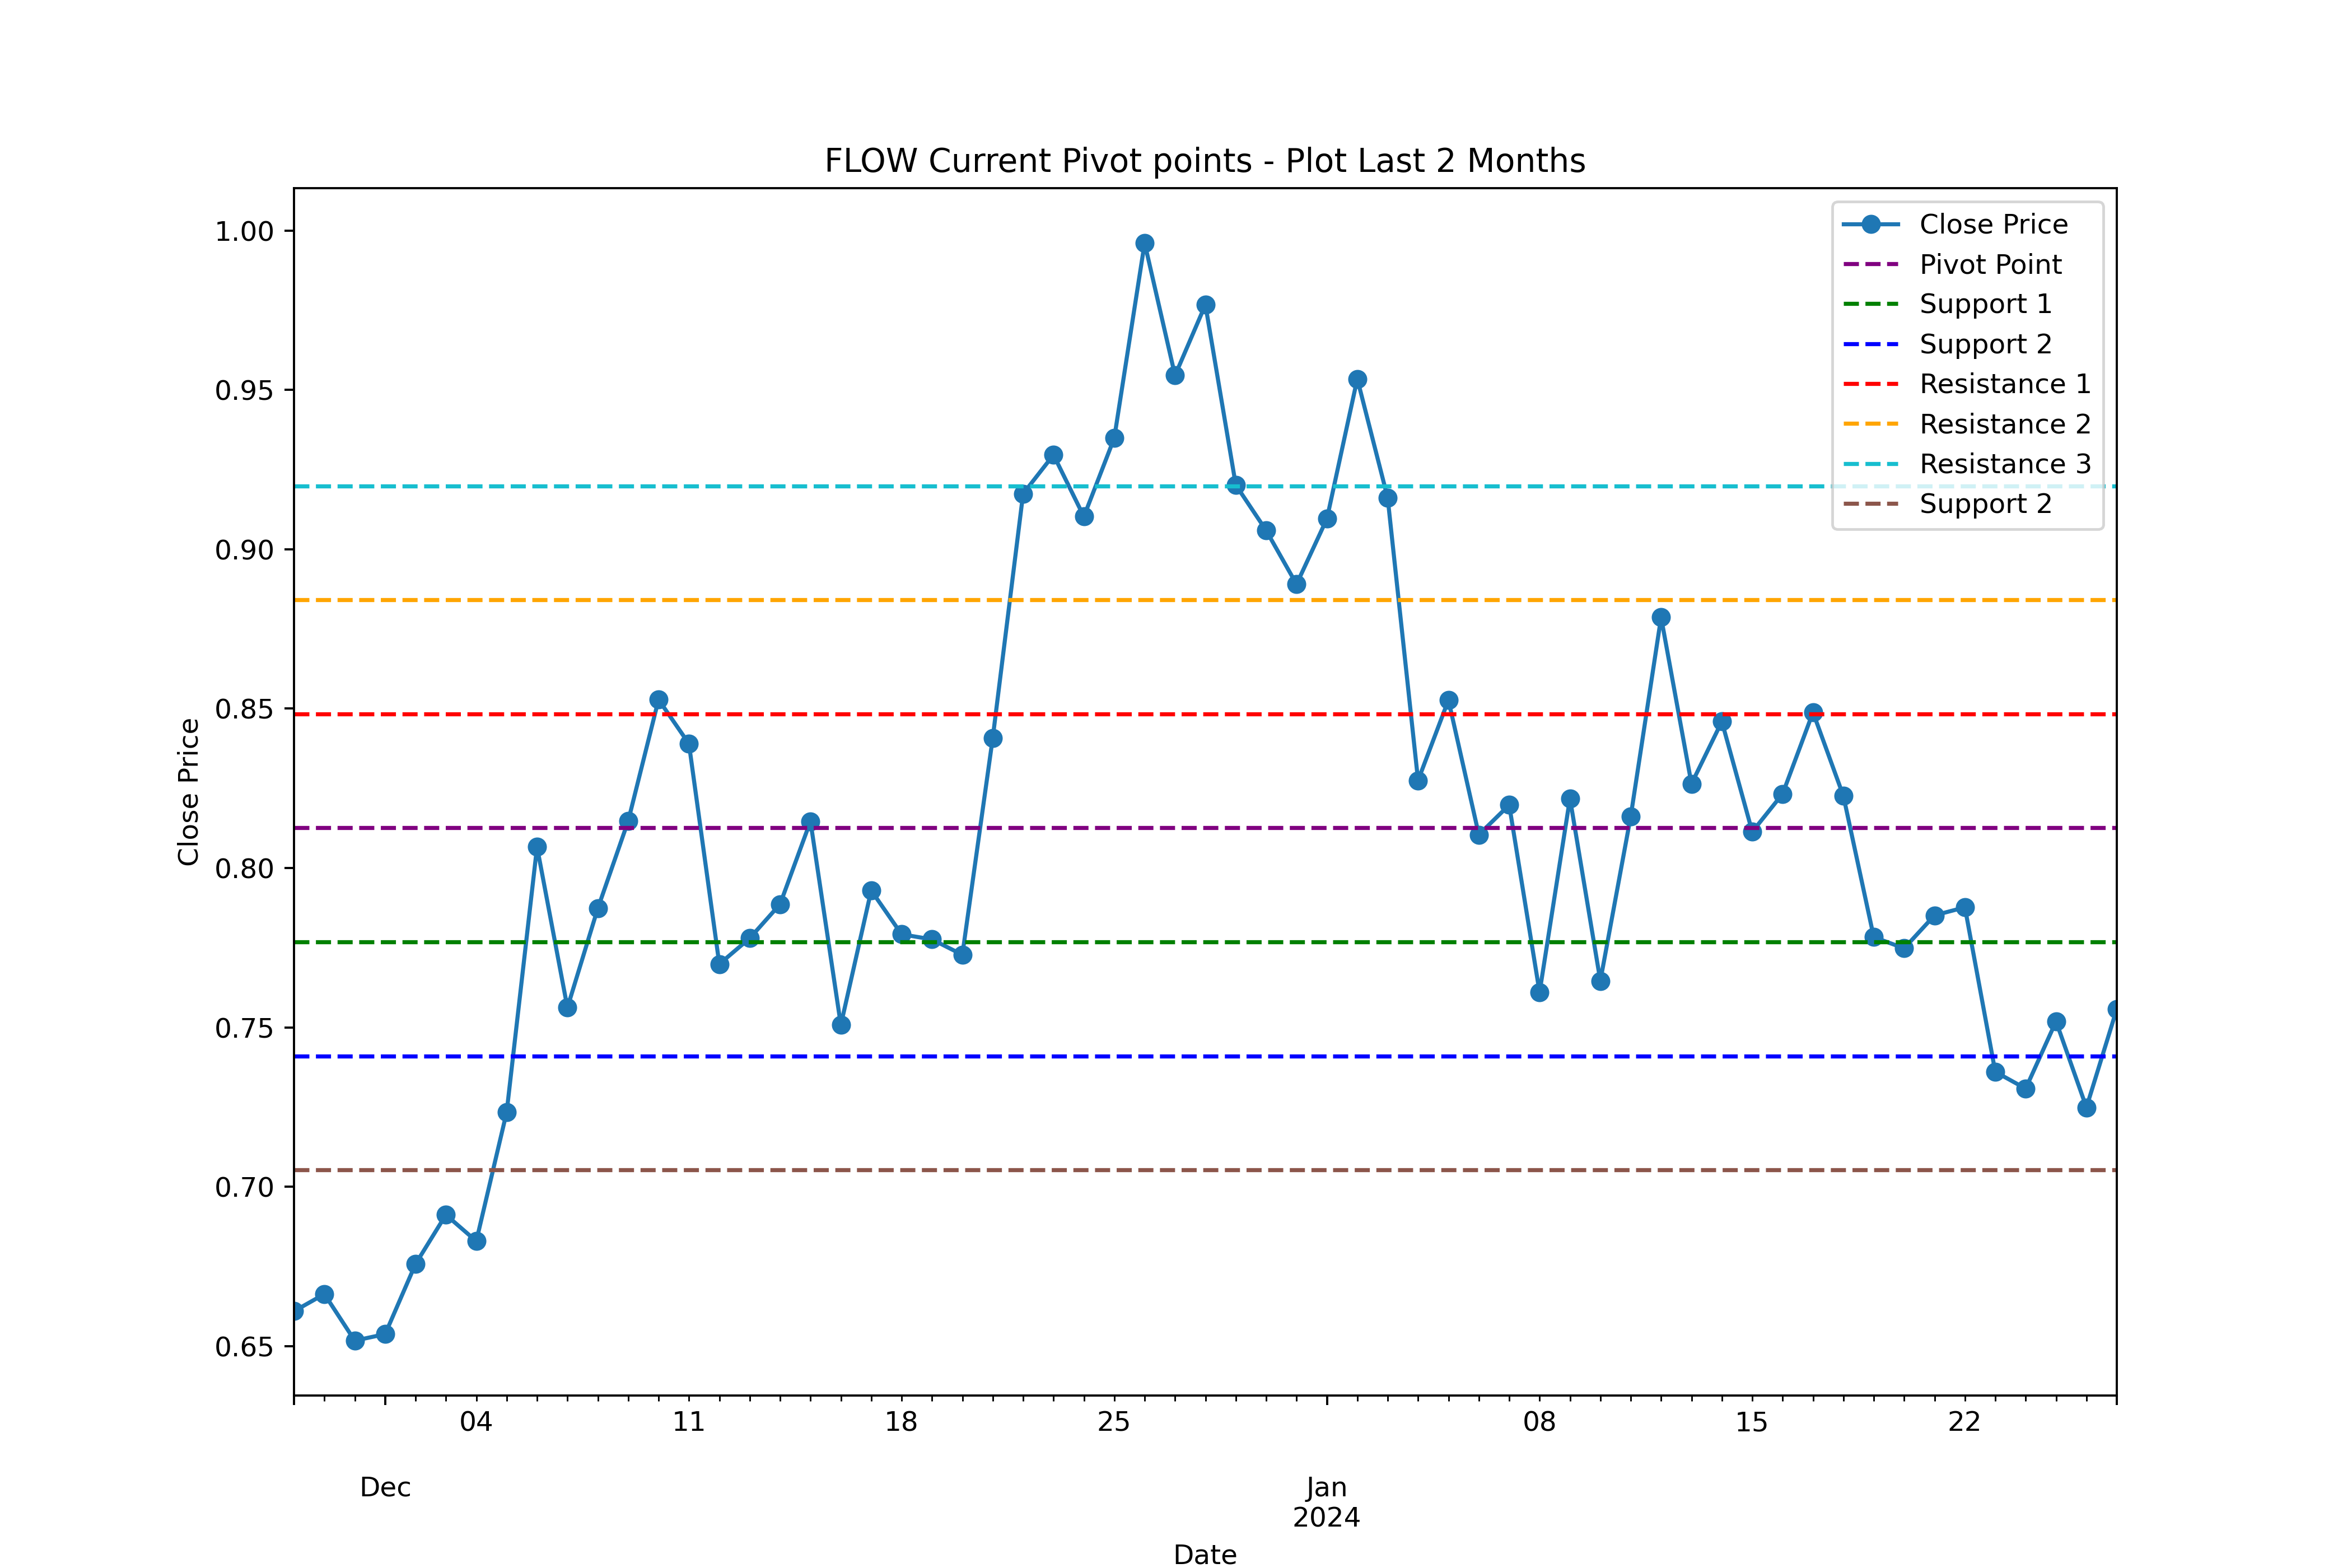 FLOW Current Pivot points - Plot Last 2 Months
Close Price
Pivot Point
Support 1
Support 2
Resistance 1
Resistance 2
Resistance 3
Support 2
1.00
0.95
0.90
0.85
0.80
0.75
0.70
0.65
Close Price
04 11 18 25 08 15 22
Dec Jan
2024
Date